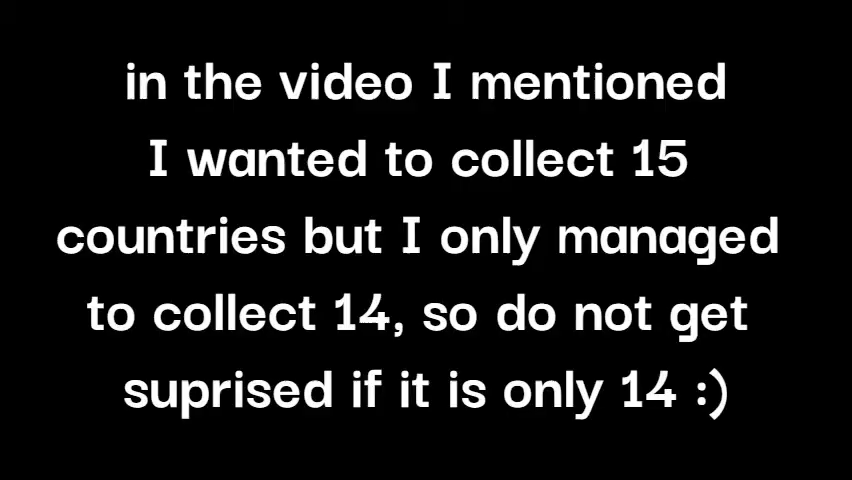 in the video I mentioned
I wanted to collect 15
countries but I only managed
to collect 14, so do not get
suprised if it is only 14 :)